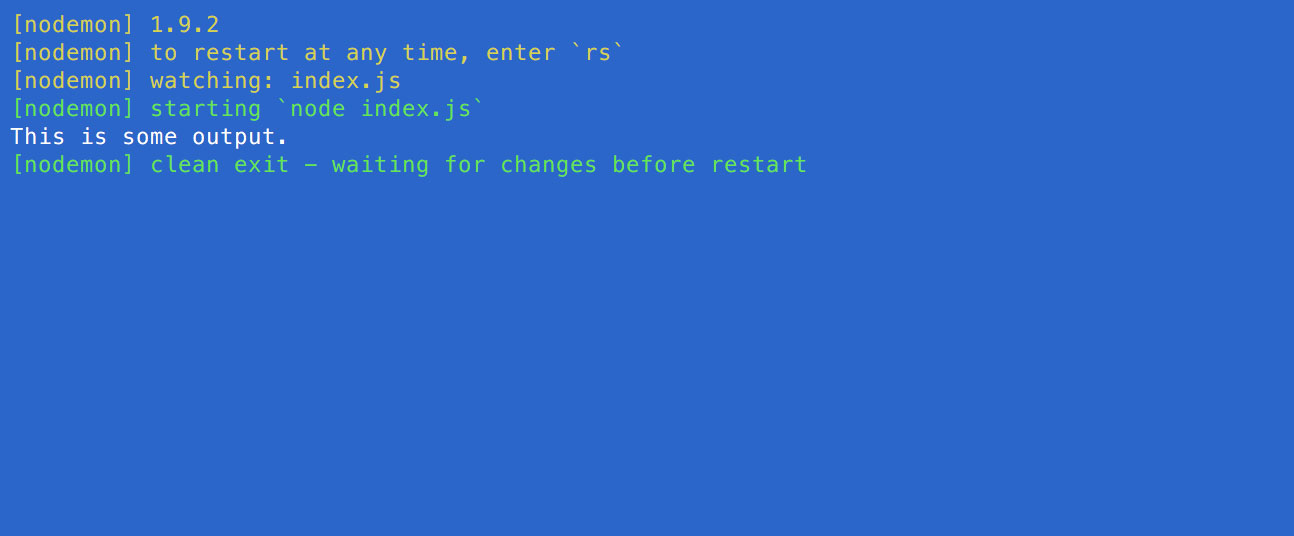 [nodemon] 1.9.2
[nodemon] to restart at any time, enter `rs`
[nodemon] watching: index.js
[nodemon] starting `node index.js`
This is some output.
[nodemon] clean exit - waiting for changes before restart